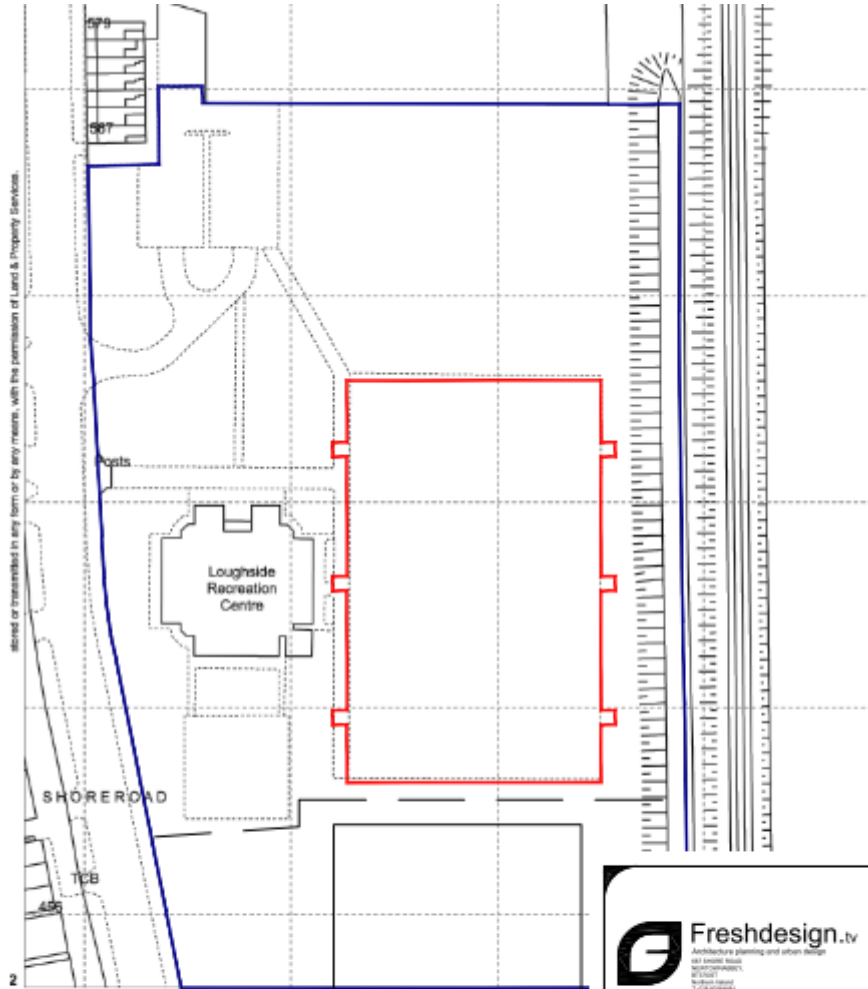 579
587
stored or transmitted in any form or by any means, with the permission of Land & Property Services.
Posts
Loughside
Recreation
Centre
SHOREROAD
TCB
456
2
Freshdesign.tv
Architecture planning and urban design